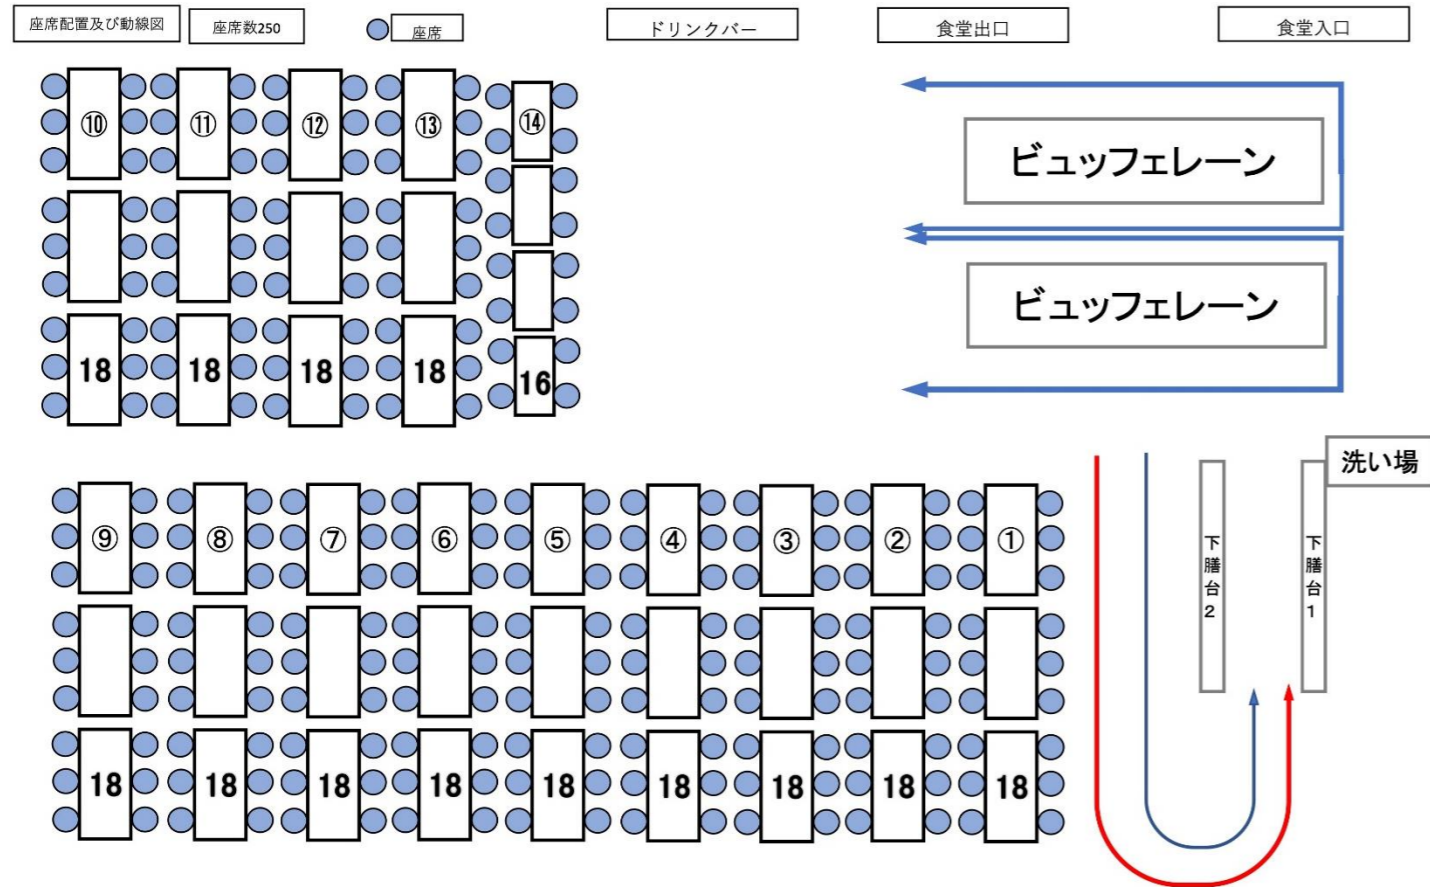 座席配置及び動線図
座席数250
座席
ドリンクバー
食堂出口
食堂入口
⑩ ⑪ ⑫ ⑬ ⑭
ビュッフェレーン
ビュッフェレーン
18 18 18 18 16
洗い場
⑨ ⑧ ⑦ ⑥ ⑤ ④ ③ ② ①
下膳台2
下膳台1
18 18 18 18 18 18 18 18 18